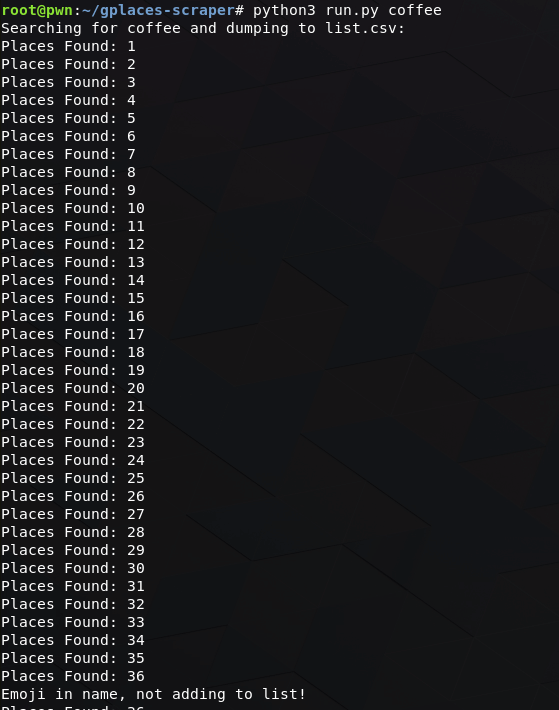 root@pwn:~/gplaces-scraper# python3 run.py coffee
Searching for coffee and dumping to list.csv:
Places Found: 1
Places Found: 2
Places Found: 3
Places Found: 4
Places Found: 5
Places Found: 6
Places Found: 7
Places Found: 8
Places Found: 9
Places Found: 10
Places Found: 11
Places Found: 12
Places Found: 13
Places Found: 14
Places Found: 15
Places Found: 16
Places Found: 17
Places Found: 18
Places Found: 19
Places Found: 20
Places Found: 21
Places Found: 22
Places Found: 23
Places Found: 24
Places Found: 25
Places Found: 26
Places Found: 27
Places Found: 28
Places Found: 29
Places Found: 30
Places Found: 31
Places Found: 32
Places Found: 33
Places Found: 34
Places Found: 35
Places Found: 36
Emoji in name, not adding to list!
Places Found: 36